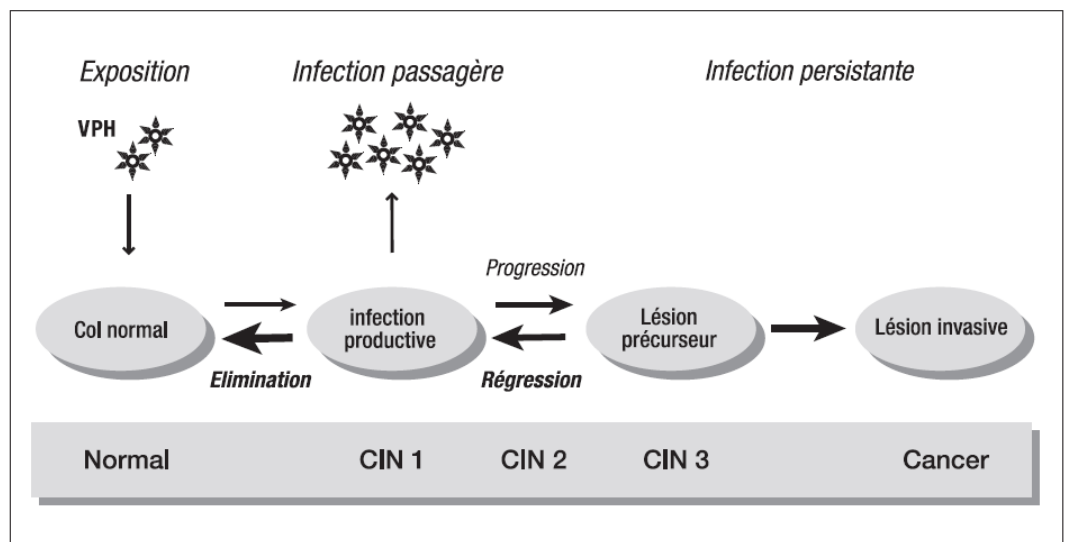 Exposition
Infection passagère
Infection persistante
VPH
Progression
Col normal
infection
productive
Lésion
précurseur
Lésion invasive
Elimination
Régression
Normal
CIN 1
CIN 2
CIN 3
Cancer